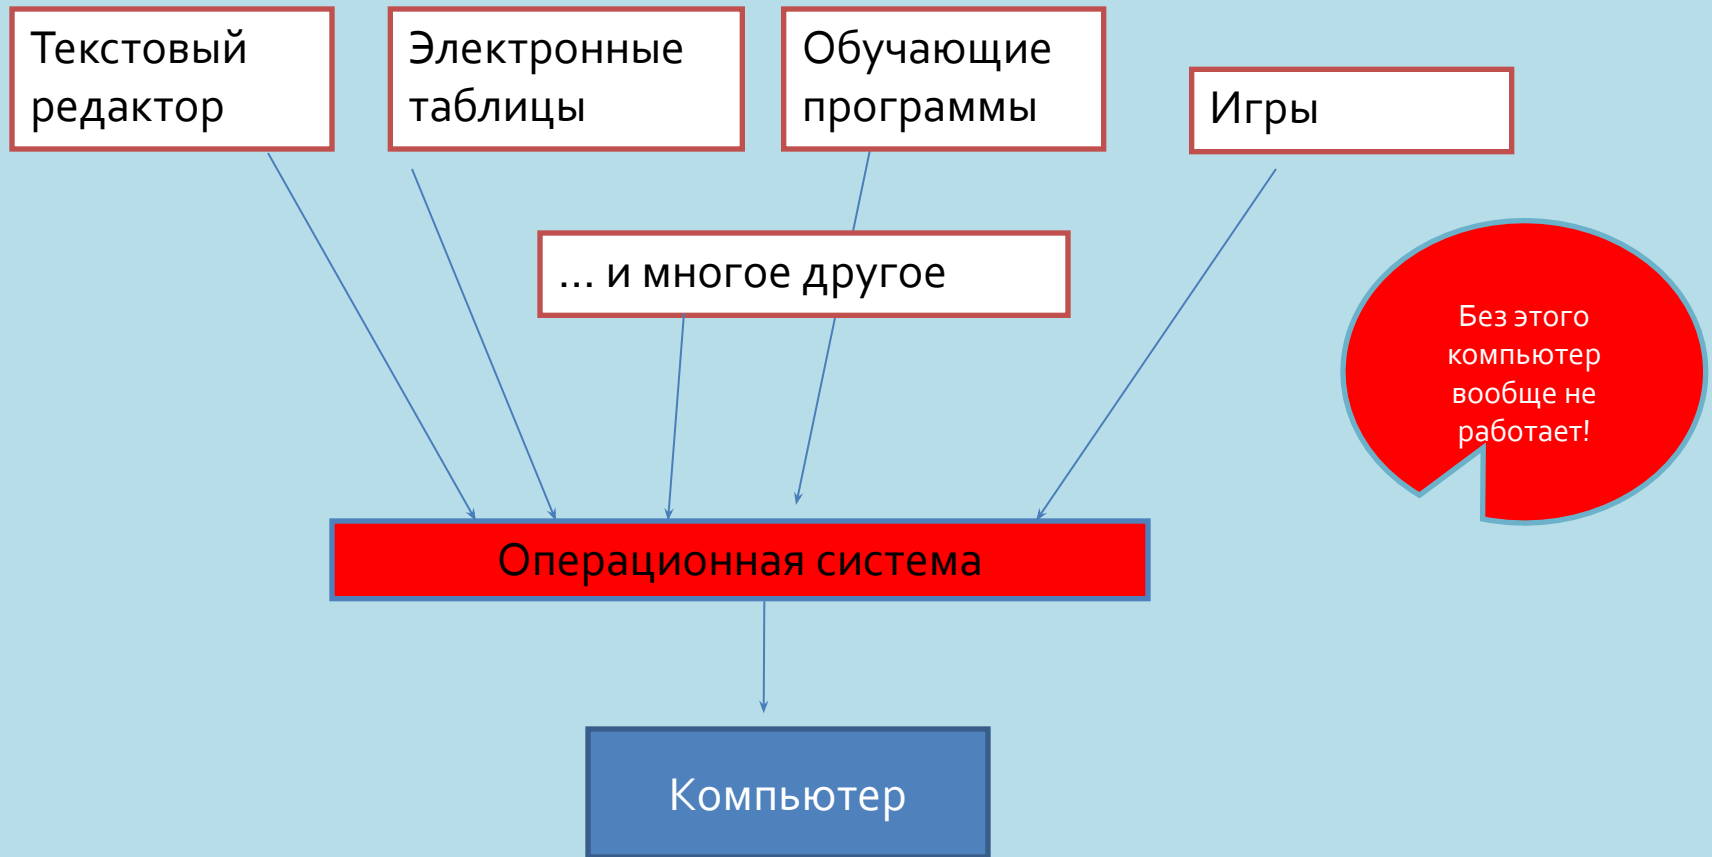 Текстовый
редактор
Электронные
таблицы
Обучающие
программы
Игры
... и многое другое
Без этого
компьютер
вообще не
работает!
Операционная система
Компьютер